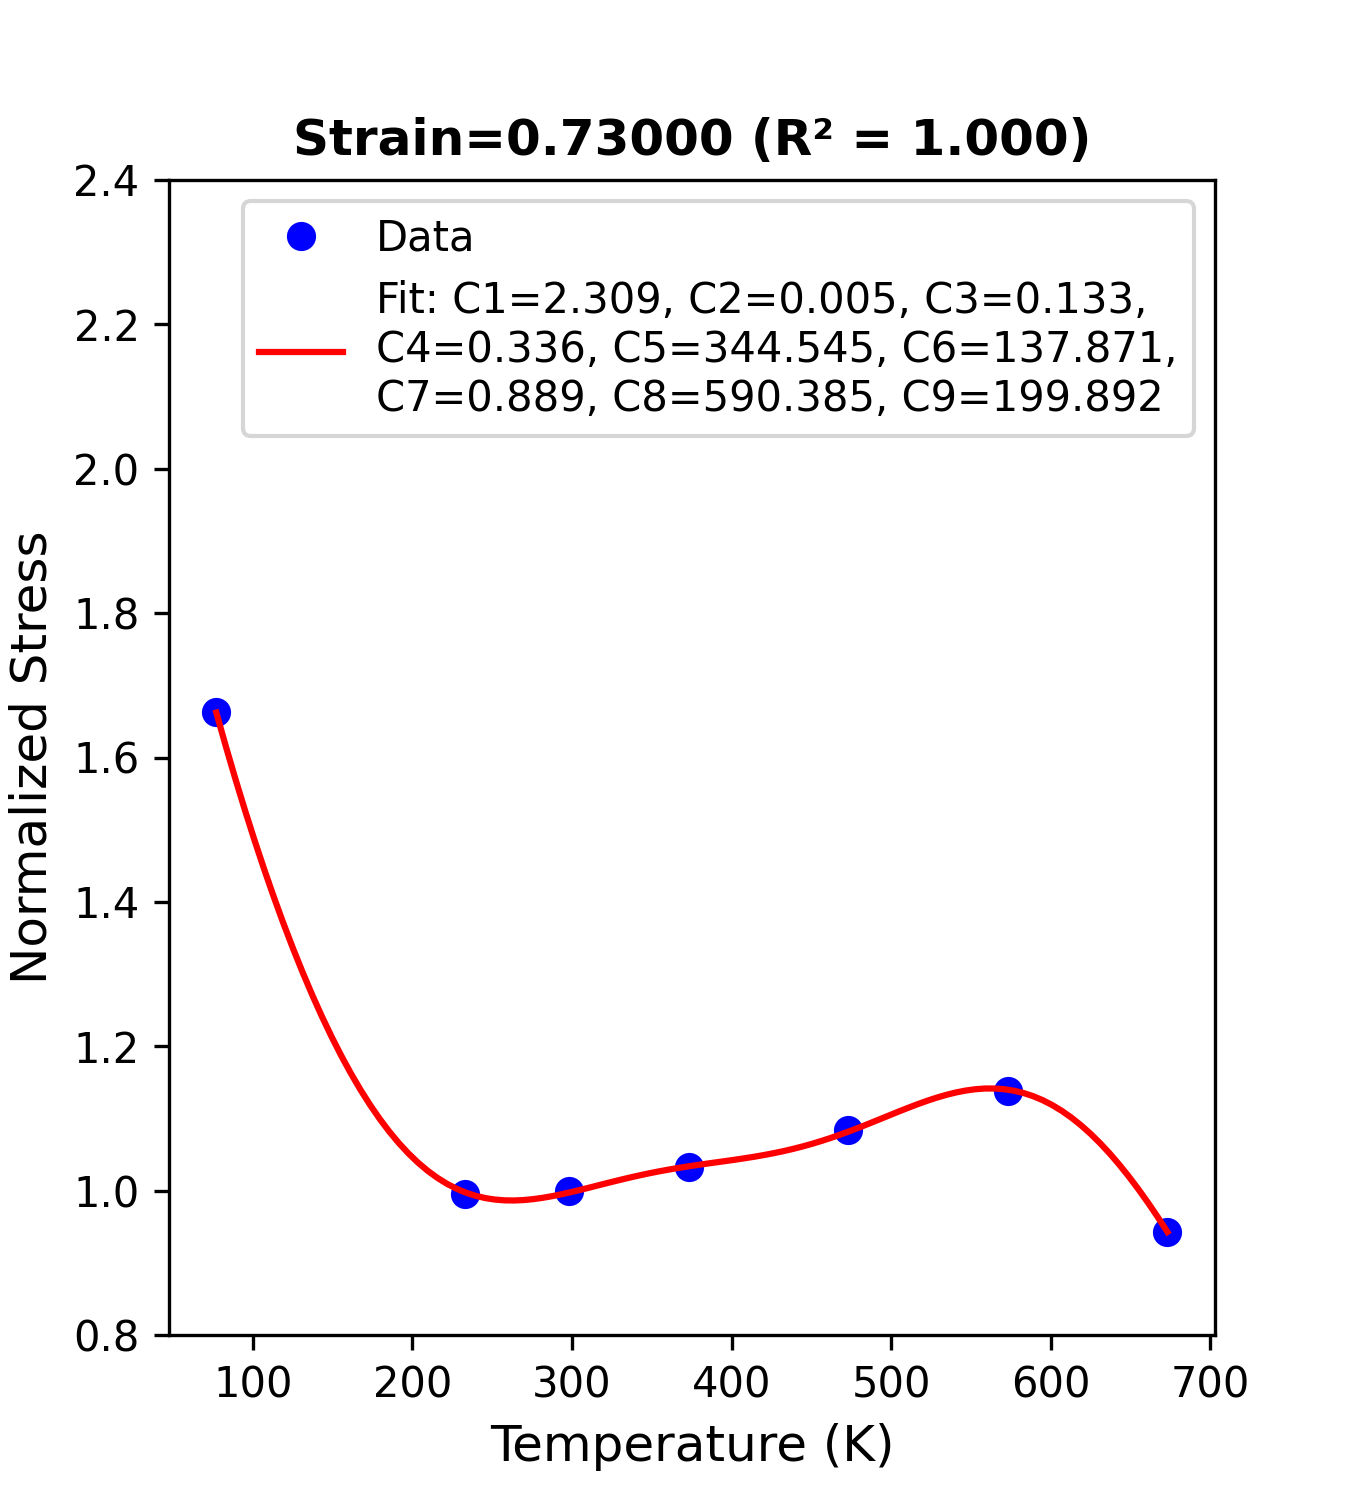 Strain=0.73000 (R² = 1.000)
2.4
2.2
2.0
1.8
1.6
1.4
1.2
1.0
0.8
Normalized Stress
Data
Fit: C1=2.309, C2=0.005, C3=0.133,
C4=0.336, C5=344.545, C6=137.871,
C7=0.889, C8=590.385, C9=199.892
100 200 300 400 500 600 700
Temperature (K)